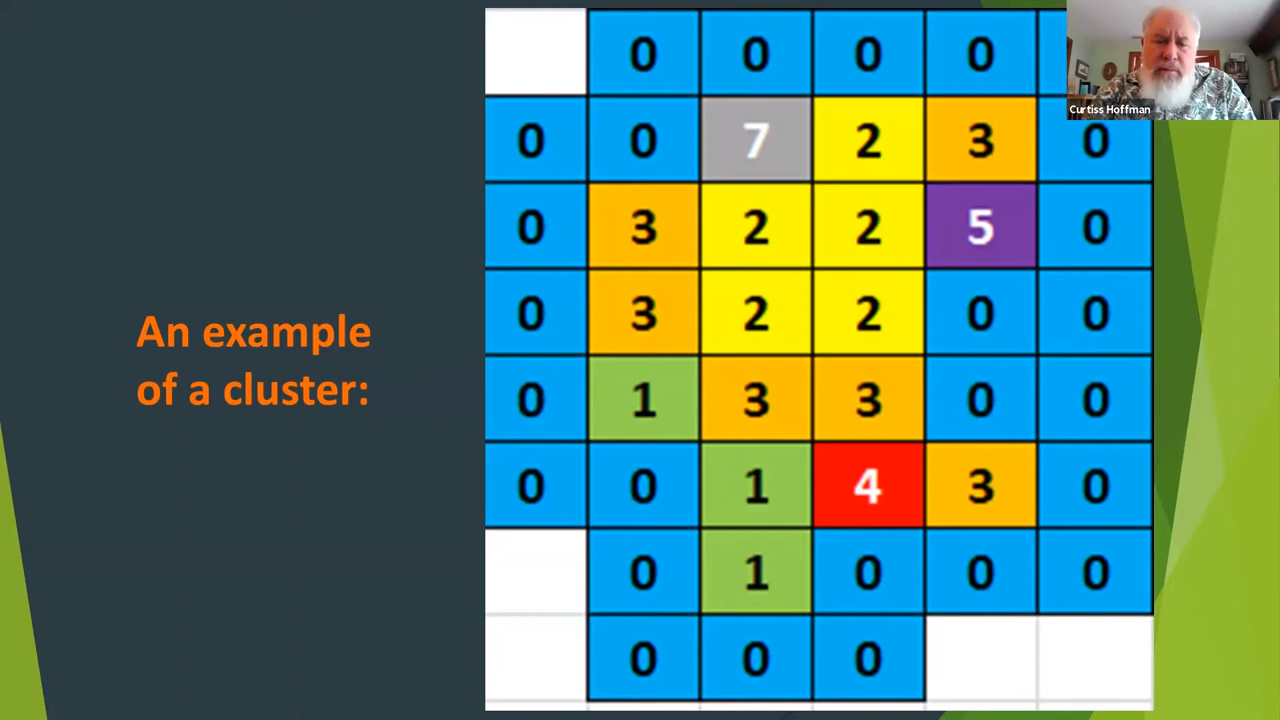 0 0 0 0
Curtiss Hoffman
0 0 7 2 3 0
0 3 2 2 5 0
0 3 2 2 0 0
An example
of a cluster:
0 1 3 3 0 0
0 0 1 4 3 0
0 1 0 0 0
0 0 0